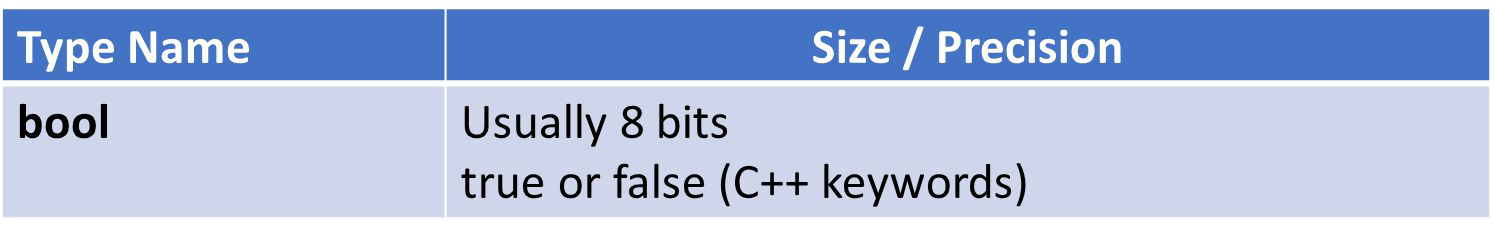 Type Name
Size / Precision
bool
Usually 8 bits
true or false (C++ keywords)